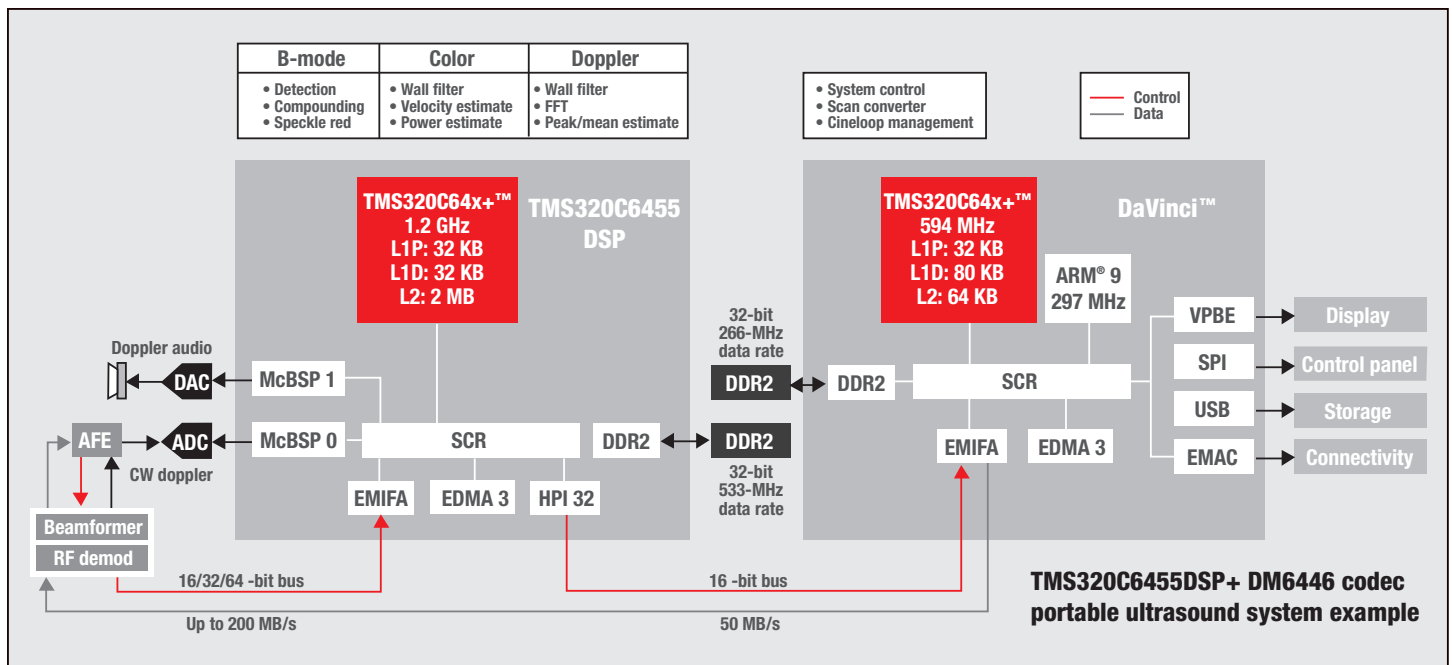 B-mode
Color
Doppler
• Detection
• Compounding
• Speckle red
• Wall filter
• Velocity estimate
• Power estimate
• Wall filter
• FFT
• Peak/mean estimate
• System control
• Scan converter
• Cineloop management
Control
Data
TMS320C64x+™
1.2 GHz
L1P: 32 KB
L1D: 32 KB
L2: 2 MB
TMS320C6455
DSP
TMS320C64x+™
594 MHz
L1P: 32 KB
L1D: 80 KB
L2: 64 KB
DaVinci™
ARM® 9
297 MHz
Doppler audio
DAC
McBSP 1
AFE
ADC
McBSP 0
CW doppler
SCR
DDR2
EMIFA
EDMA 3
HPI 32
32-bit
266-MHz
data rate
DDR2
DDR2
32-bit
533-MHz
data rate
DDR2
SCR
EMIFA
EDMA 3
VPBE
Display
SPI
Control panel
USB
Storage
EMAC
Connectivity
Beamformer
RF demod
16/32/64 -bit bus
16 -bit bus
Up to 200 MB/s
50 MB/s
TMS320C6455DSP+ DM6446 codec
portable ultrasound system example